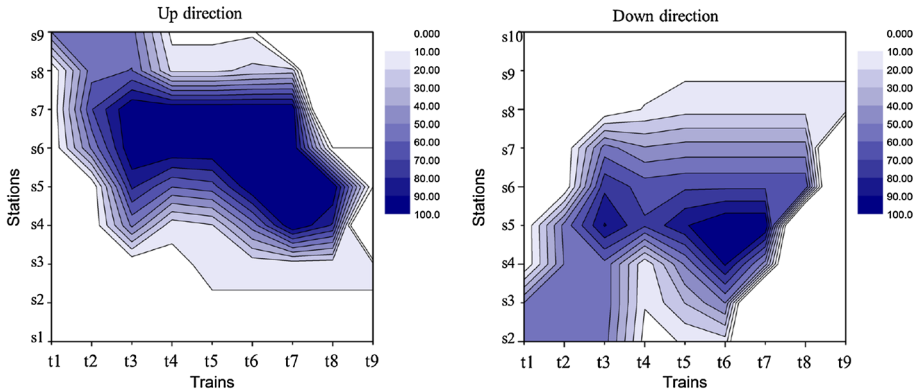 Up direction
s9
s8
s7
s6
s5
s4
s3
s2
s1
Stations
t1 t2 t3 t4 t5 t6 t7 t8 t9
Trains
0.000
10.00
20.00
30.00
40.00
50.00
60.00
70.00
80.00
90.00
100.0
Down direction
s10
s9
s8
s7
s6
s5
s4
s3
s2
Stations
t1 t2 t3 t4 t5 t6 t7 t8 t9
Trains
0.000
10.00
20.00
30.00
40.00
50.00
60.00
70.00
80.00
90.00
100.0